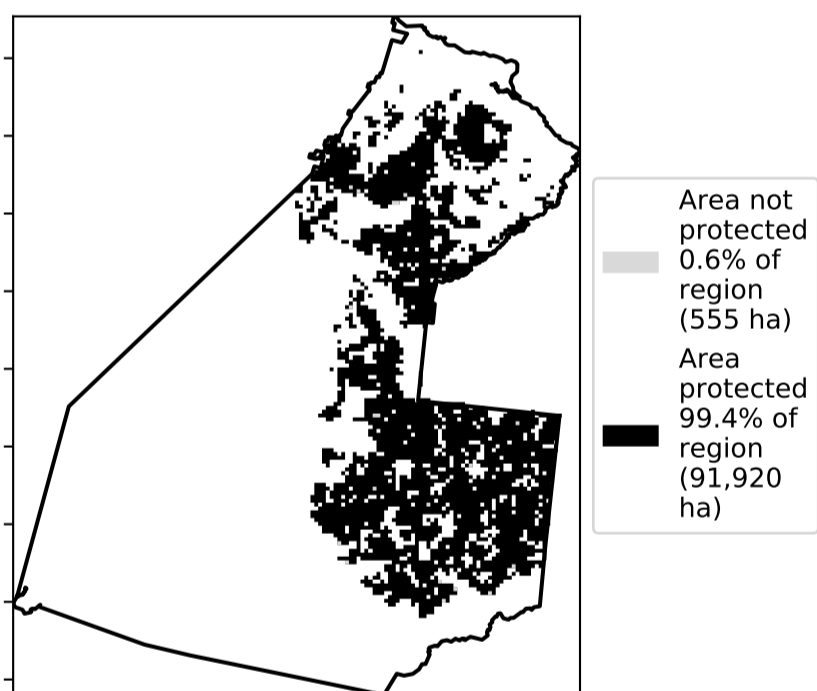 Area not
protected
0.6% of
region
(555 ha)
Area
protected
99.4% of
region
(91,920
ha)